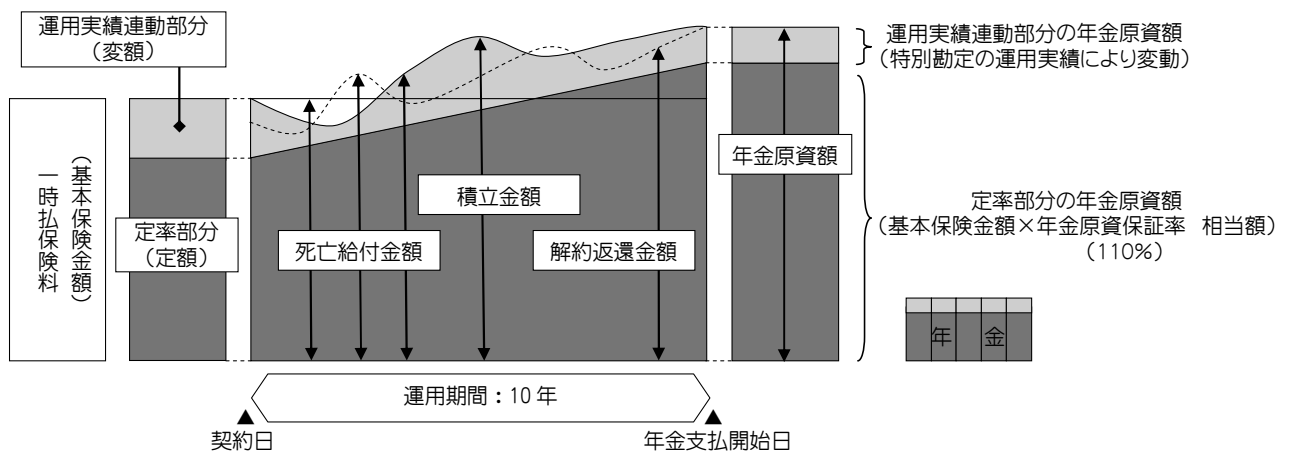 運用実績連動部分
（変額）
運用実績連動部分の年金原資額
（特別勘定の運用実績により変動）
（基本保険金額）
一時払保険料
定率部分
（定額）
死亡給付金額
積立金額
解約返還金額
年金原資額
定率部分の年金原資額
（基本保険金額×年金原資保証率 相当額）
（110%）
年 金
運用期間：10 年
契約日
年金支払開始日